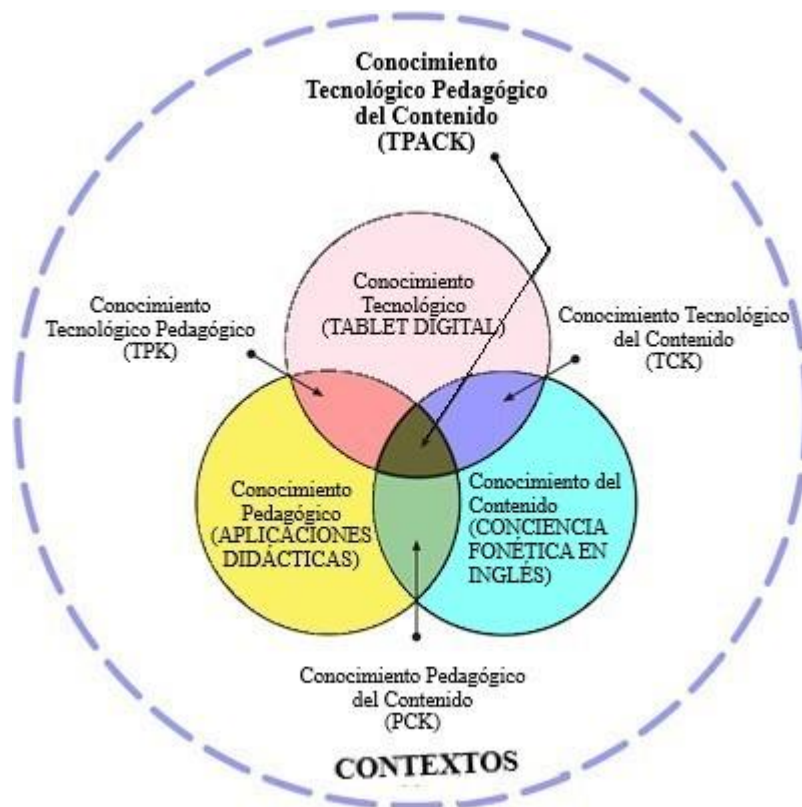 Conocimiento
Tecnológico Pedagógico
del Contenido
(TPACK)
Conocimiento
Tecnológico
(TABLET DIGITAL)
Conocimiento
Tecnológico Pedagógico
(TPK)
Conocimiento Tecnológico
del Contenido
(TCK)
Conocimiento
Pedagógico
(APLICACIONES
DIDÁCTICAS)
Conocimiento del
Contenido
(CONCIENCIA
FONÉTICA EN
INGLÉS)
Conocimiento Pedagógico
del Contenido
(PCK)
CONTEXTOS